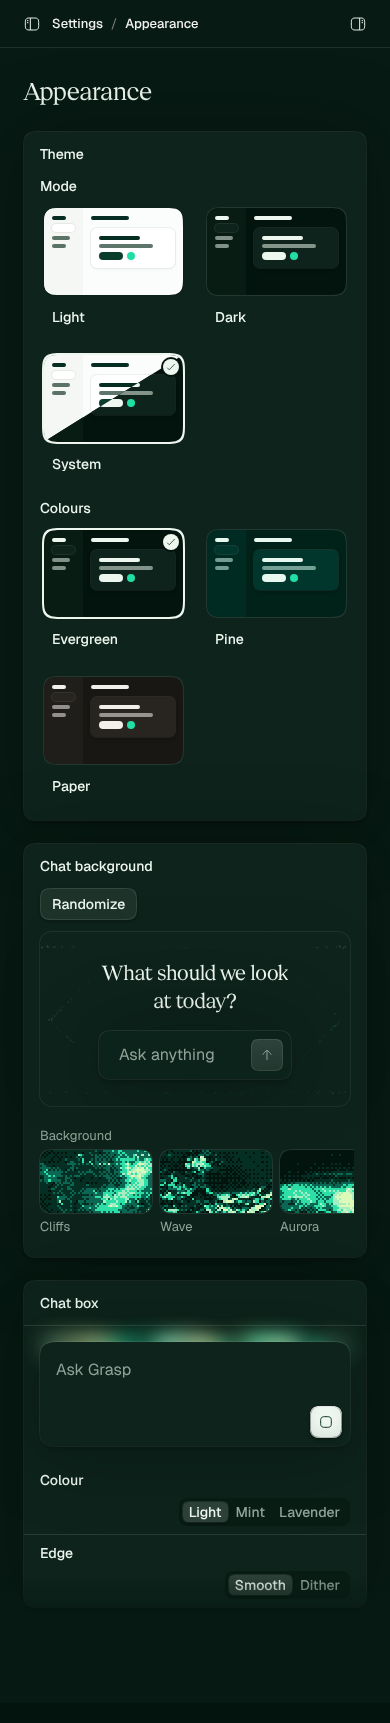 Settings / Appearance
Appearance
Theme
Mode
Light
Dark
System
Colours
Evergreen
Pine
Paper
Chat background
Randomize
What should we look
at today?
Ask anything
Background
Cliffs
Wave
Aurora
Chat box
Ask Grasp
Colour
Light Mint Lavender
Edge
Smooth Dither